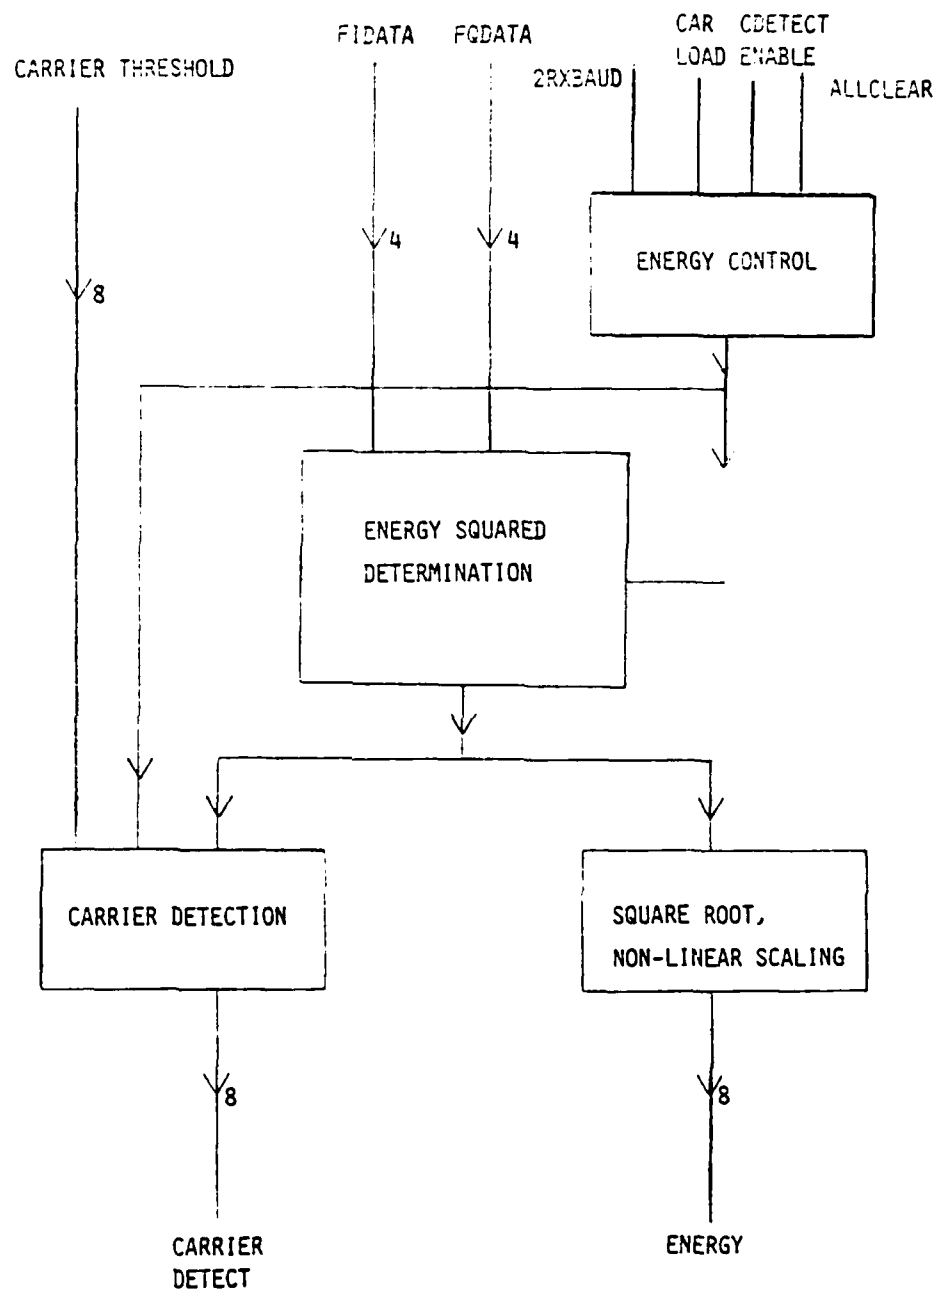 FIDATA FQDATA
CAR CDETECT
LOAD ENABLE
CARRIER THRESHOLD
2RXBAUD
ALLCLEAR
4
4
ENERGY CONTROL
8
ENERGY SQUARED
DETERMINATION
CARRIER DETECTION
SQUARE ROOT,
NON-LINEAR SCALING
8
8
CARRIER
DETECT
ENERGY